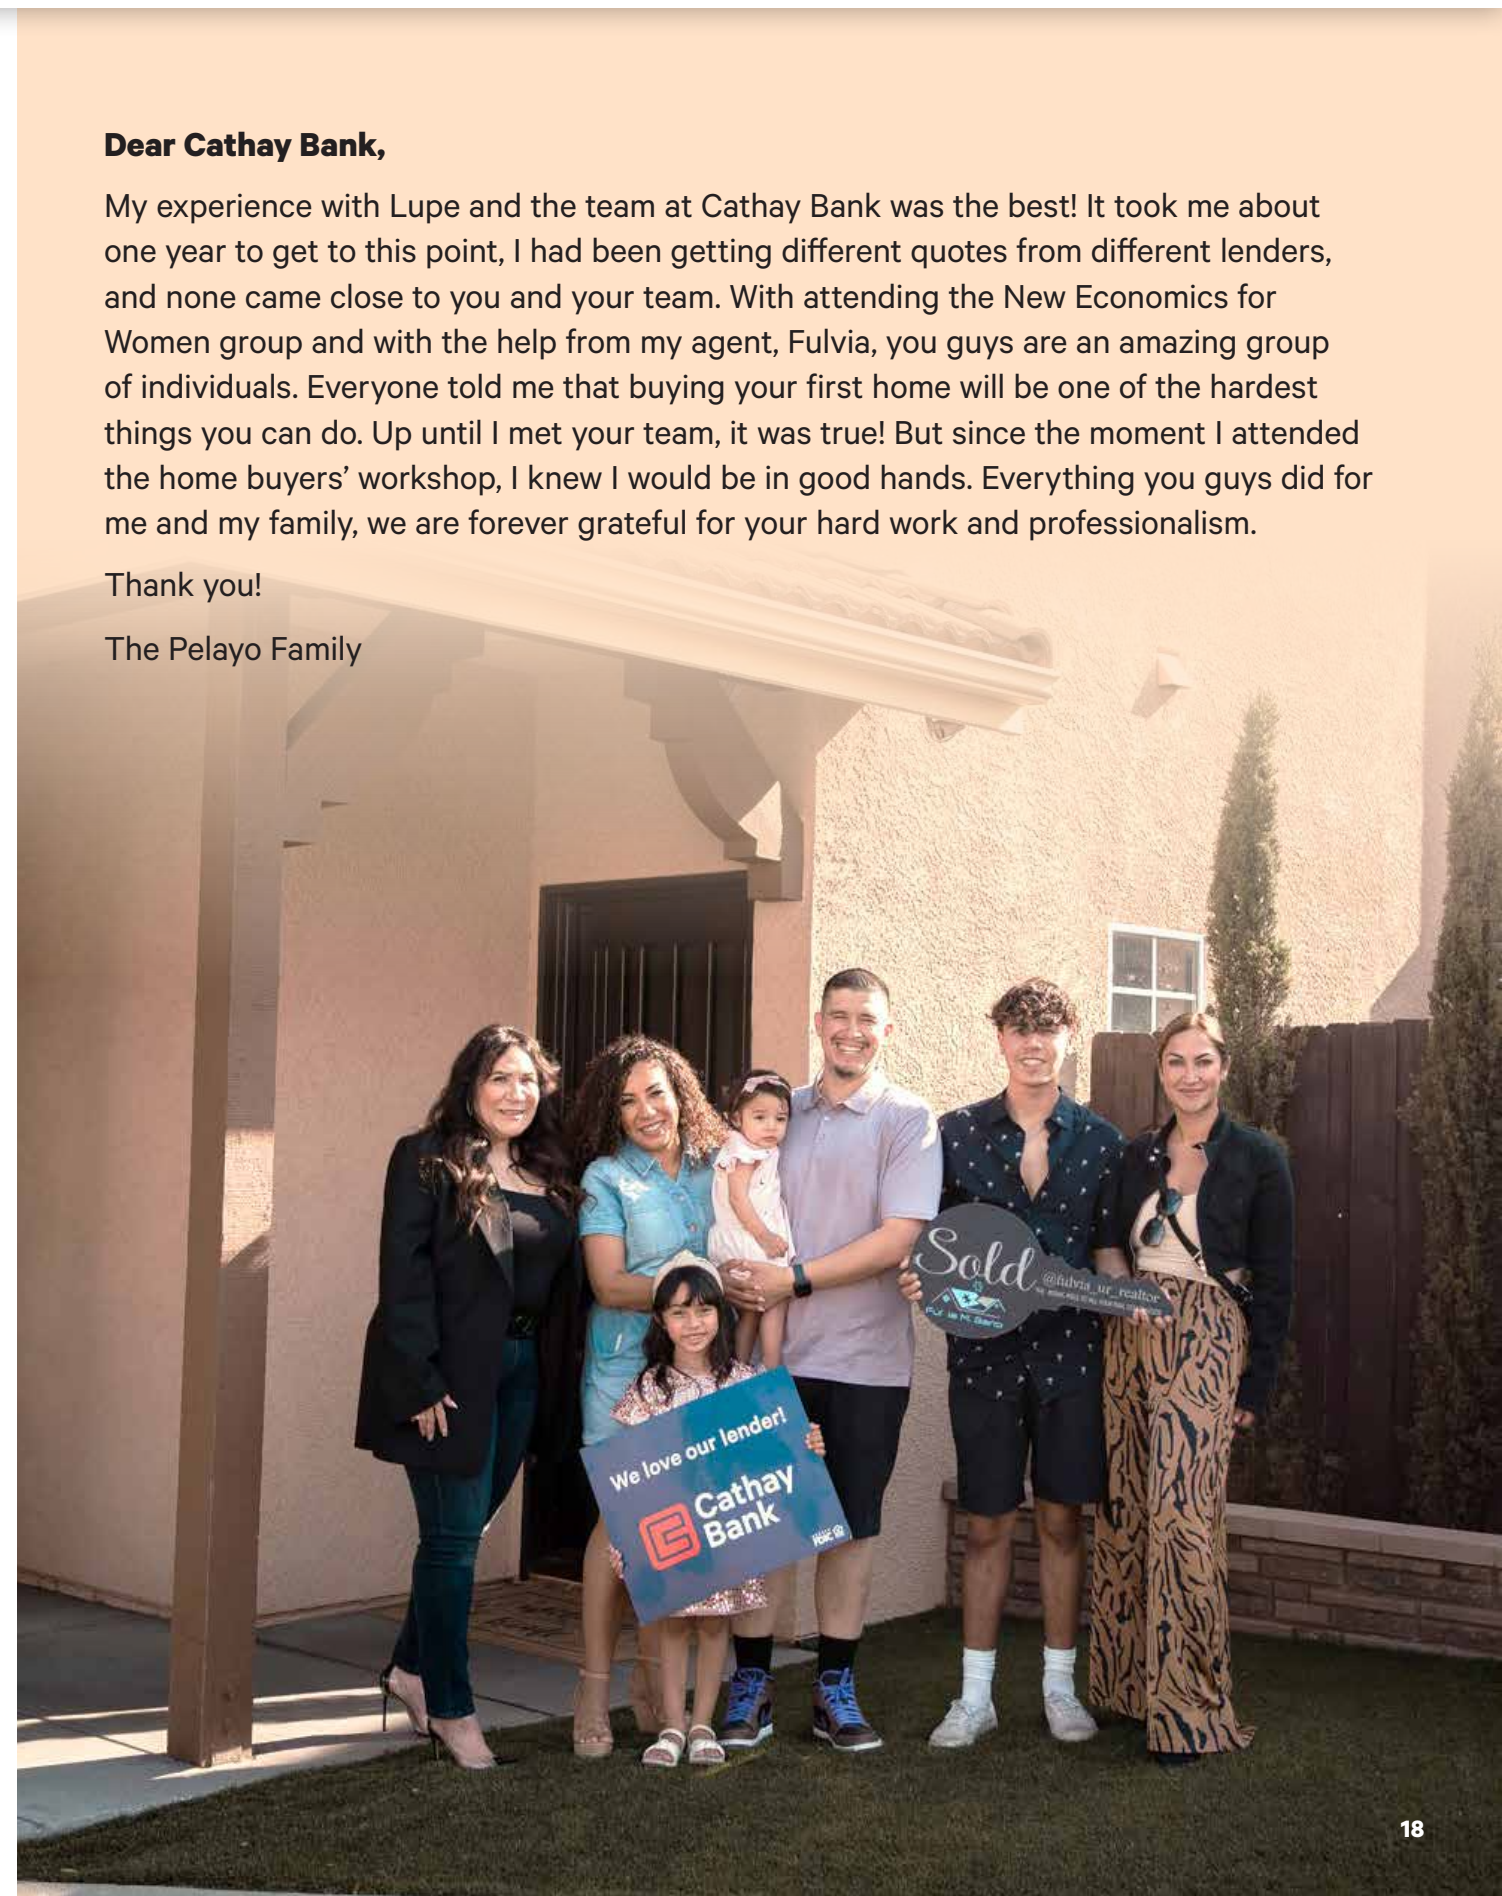 Dear Cathay Bank,
My experience with Lupe and the team at Cathay Bank was the best! It took me about
one year to get to this point, I had been getting different quotes from different lenders,
and none came close to you and your team. With attending the New Economics for
Women group and with the help from my agent, Fulvia, you guys are an amazing group
of individuals. Everyone told me that buying your first home will be one of the hardest
things you can do. Up until I met your team, it was true! But since the moment I attended
the home buyers’ workshop, I knew I would be in good hands. Everything you guys did for
me and my family, we are forever grateful for your hard work and professionalism.
Thank you!
The Pelayo Family
Sold
@fulvia_ur_realtor
We love our lender!
Cathay
Bank
FDIC
18